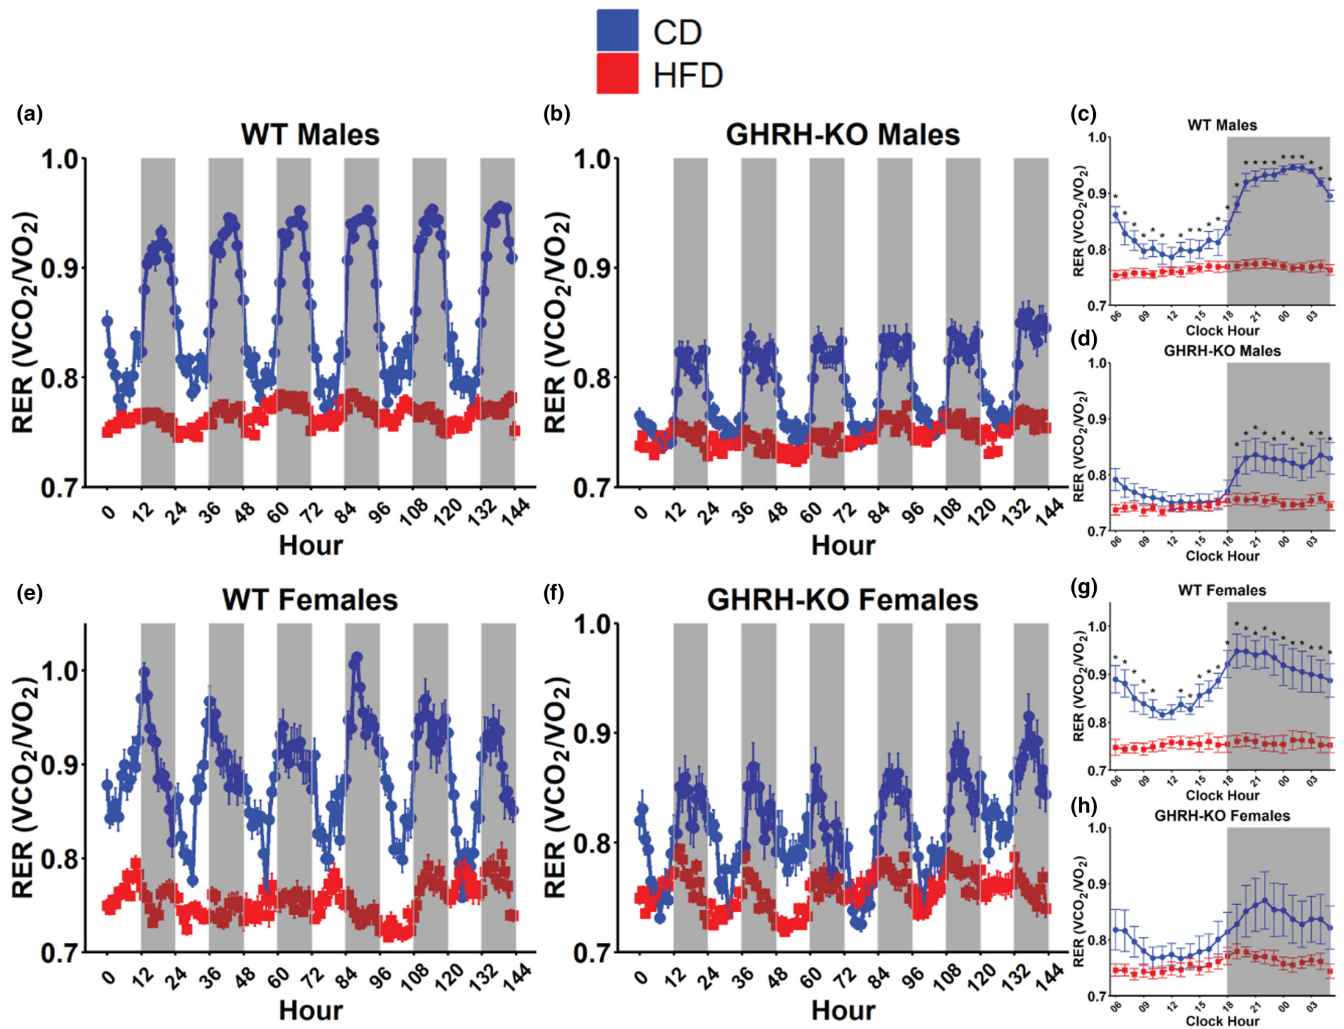 CD
HFD
(a)
WT Males
RER (VCO2/VO2)
1.0
0.9
0.8
0.7
0 12 24 36 48 60 72 84 96 108 120 132 144
Hour
(b)
GHRH-KO Males
RER (VCO2/VO2)
1.0
0.9
0.8
0.7
0 12 24 36 48 60 72 84 96 108 120 132 144
Hour
(c)
WT Males
RER (VCO2/VO2)
1.0
0.9
0.8
0.7
06 09 12 15 18 21 00 03
Clock Hour
(d)
GHRH-KO Males
RER (VCO2/VO2)
1.0
0.9
0.8
0.7
06 09 12 15 18 21 00 03
Clock Hour
(e)
WT Females
RER (VCO2/VO2)
1.0
0.9
0.8
0.7
0 12 24 36 48 60 72 84 96 108 120 132 144
Hour
(f)
GHRH-KO Females
RER (VCO2/VO2)
1.0
0.9
0.8
0.7
0 12 24 36 48 60 72 84 96 108 120 132 144
Hour
(g)
WT Females
RER (VCO2/VO2)
1.0
0.9
0.8
0.7
06 09 12 15 18 21 00 03
Clock Hour
(h)
GHRH-KO Females
RER (VCO2/VO2)
1.0
0.9
0.8
0.7
06 09 12 15 18 21 00 03
Clock Hour